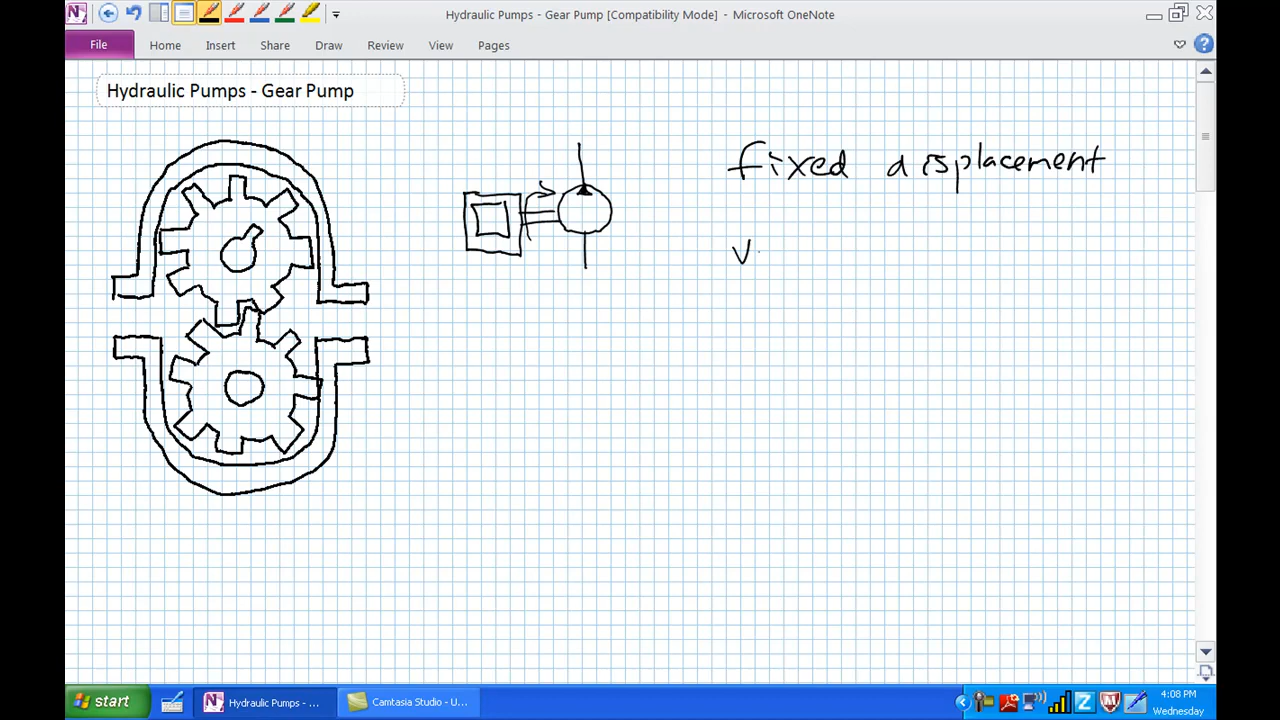 Hydraulic Pumps - Gear Pump [Compatibility Mode] - Microsoft OneNote
File Home Insert Share Draw Review View Pages
Hydraulic Pumps - Gear Pump
fixed displacement
v
start Hydraulic Pumps - ... Camtasia Studio - U... 4:08 PM
Wednesday